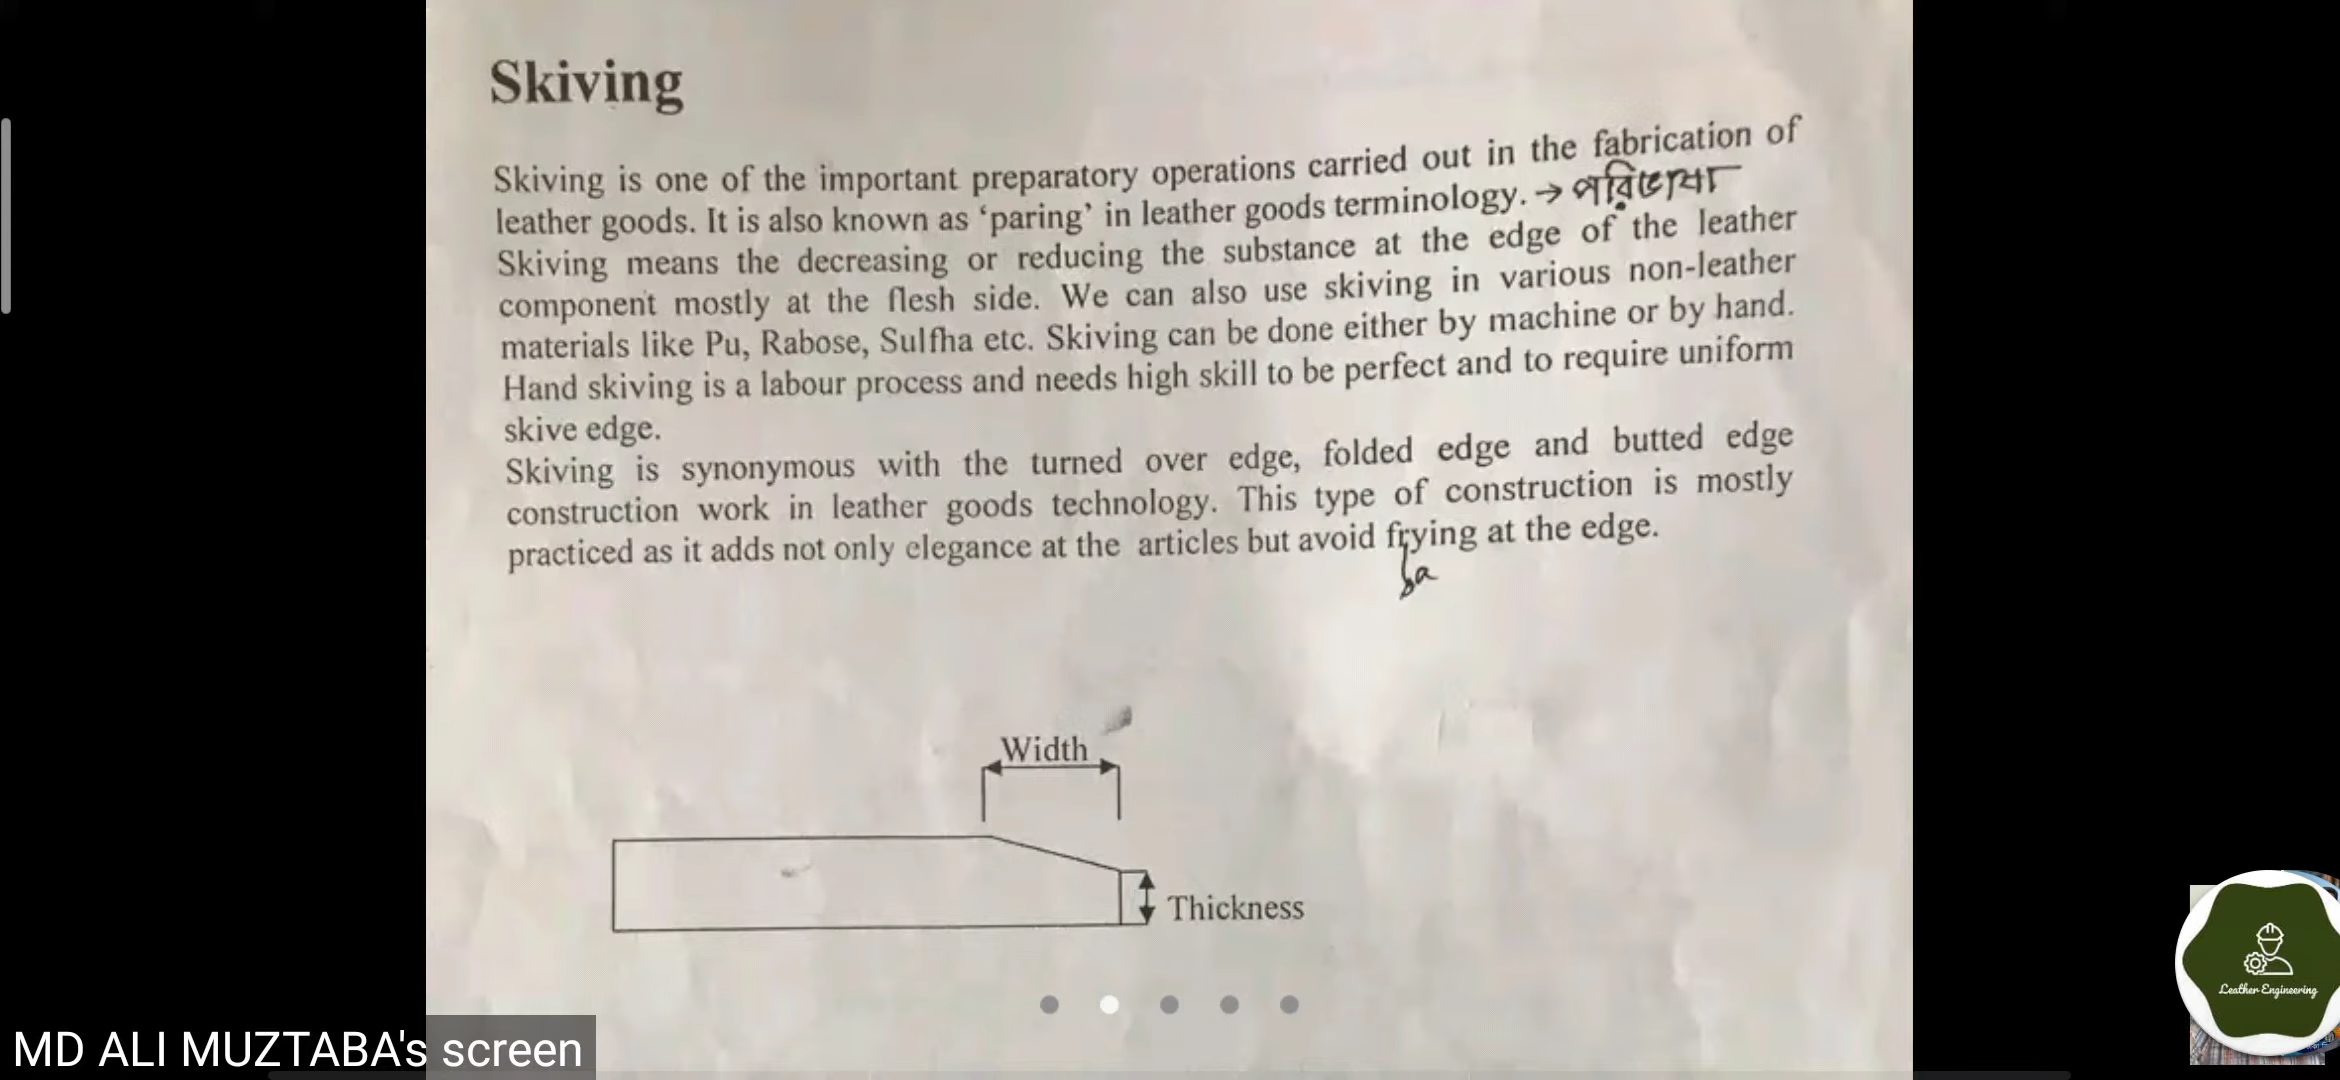 Skiving
Skiving is one of the important preparatory operations carried out in the fabrication of
leather goods. It is also known as ‘paring’ in leather goods terminology. → পরিভাষা
Skiving means the decreasing or reducing the substance at the edge of the leather
component mostly at the flesh side. We can also use skiving in various non-leather
materials like Pu, Rabose, Sulfha etc. Skiving can be done either by machine or by hand.
Hand skiving is a labour process and needs high skill to be perfect and to require uniform
skive edge.
Skiving is synonymous with the turned over edge, folded edge and butted edge
construction work in leather goods technology. This type of construction is mostly
practiced as it adds not only elegance at the articles but avoid frying at the edge.
a
Width
Thickness
Leather Engineering
MD ALI MUZTABA's screen